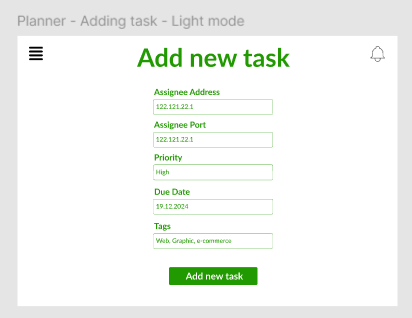 Planner - Adding task - Light mode
Add new task
Assignee Address
122.121.22.1
Assignee Port
122.121.22.1
Priority
High
Due Date
19.12.2024
Tags
Web, Graphic, e-commerce
Add new task